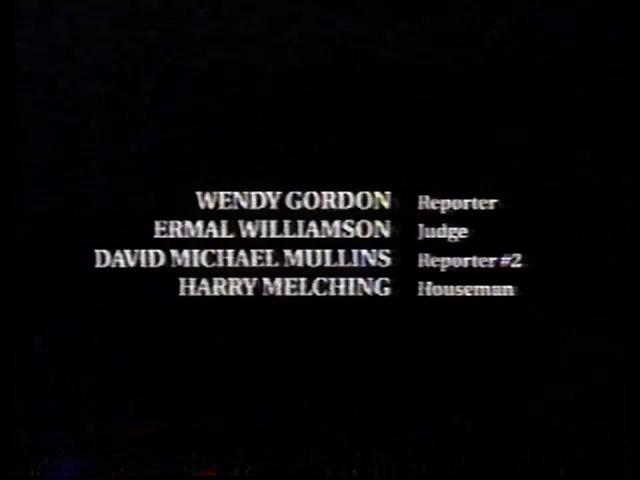 WENDY GORDON Reporter
ERMAL WILLIAMSON Judge
DAVID MICHAEL MULLINS Reporter #2
HARRY MELCHING Houseman